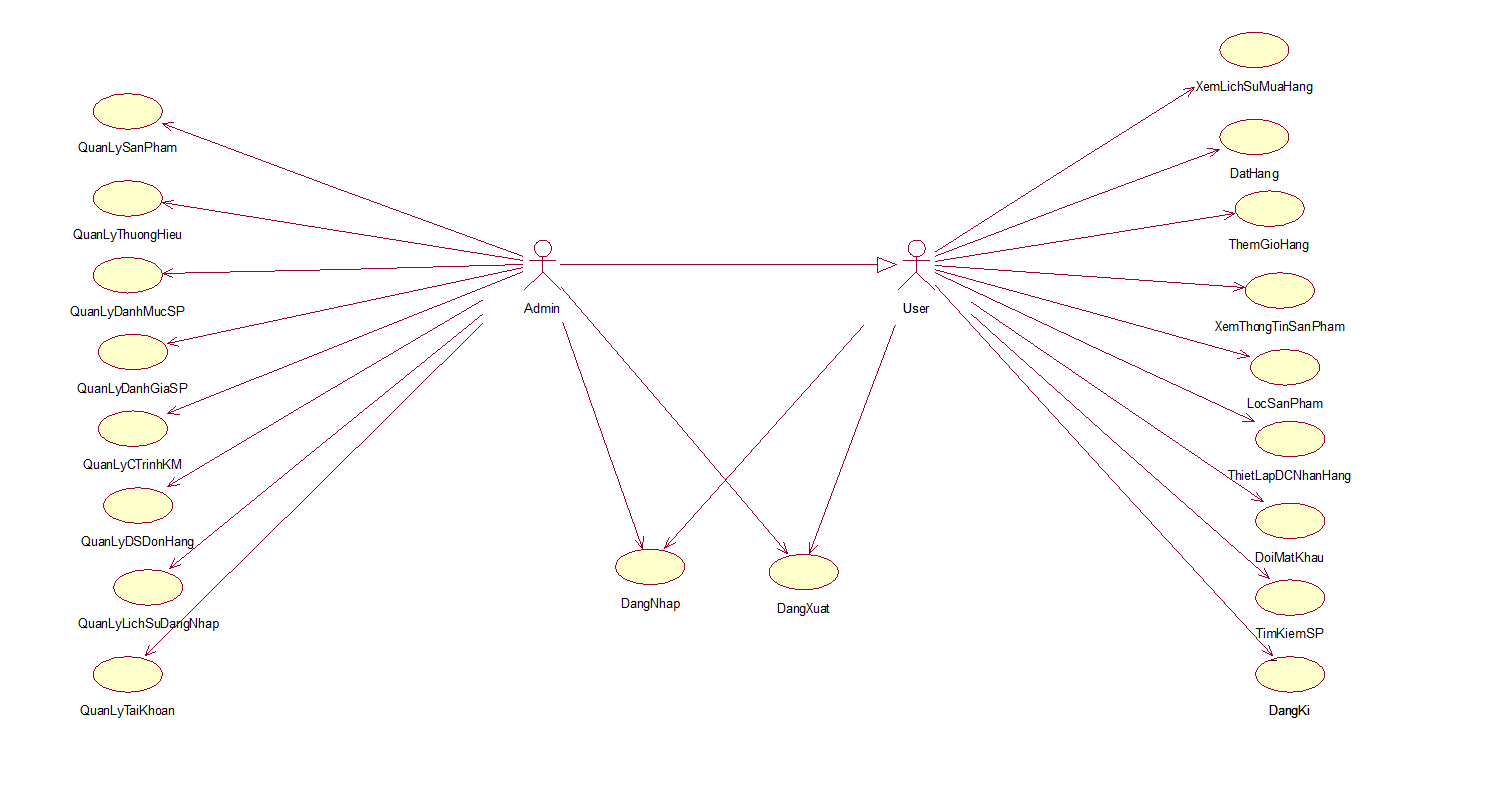 QuanLySanPham
QuanLyThuongHieu
QuanLyDanhMucSP
QuanLyDanhGiaSP
QuanLyCTrinhKM
QuanLyDSDonHang
QuanLyLichSuDangNhap
QuanLyTaiKhoan
Admin
User
DangNhap
DangXuat
XemLichSuMuaHang
DatHang
ThemGioHang
XemThongTinSanPham
LocSanPham
ThietLapDCNhanHang
DoiMatKhau
TimKiemSP
DangKi